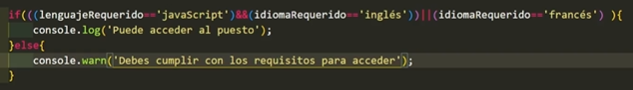 if(((lenguajeRequerido=='javaScript')&&(idiomaRequerido=='inglés'))||(idiomaRequerido=='francés') ){
    console.log('Puede acceder al puesto');
}else{
    console.warn('Debes cumplir con los requisitos para acceder');
}